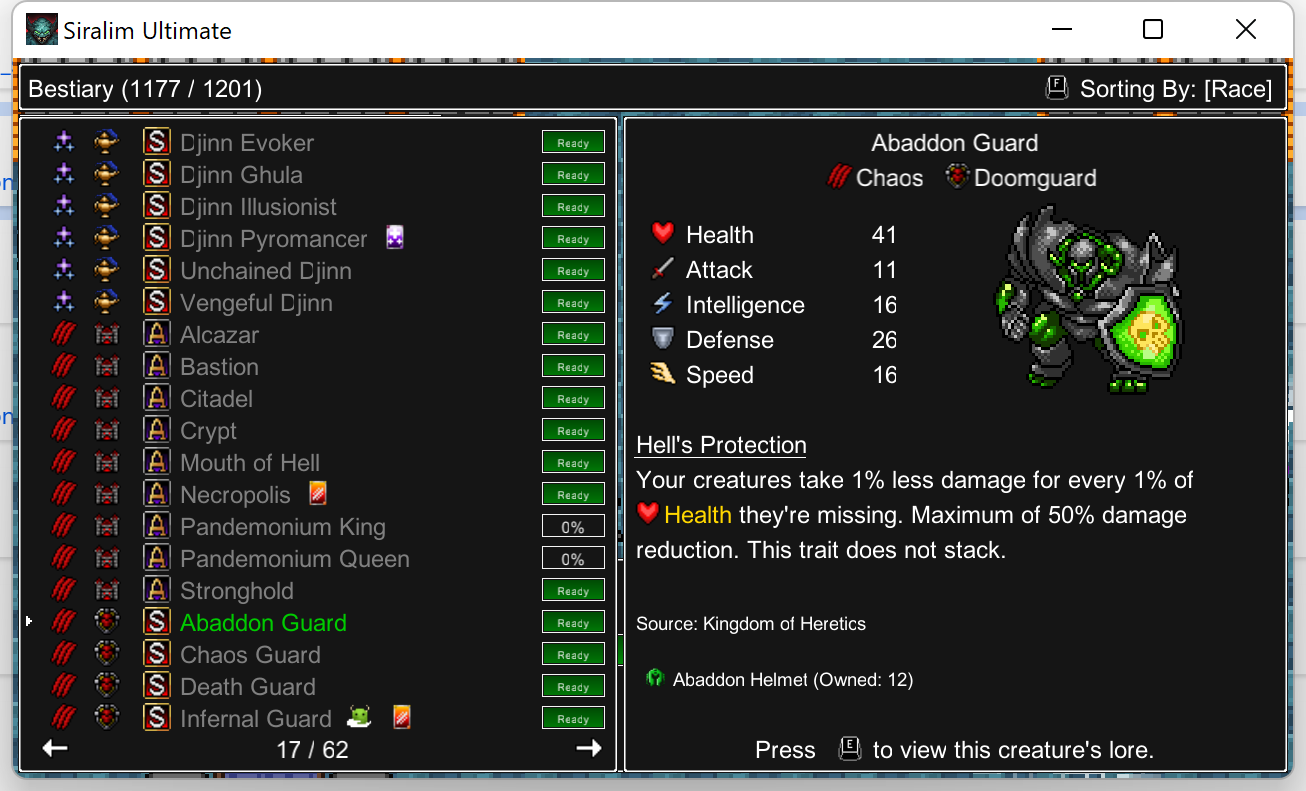 Siralim Ultimate
Bestiary (1177 / 1201)
F Sorting By: [Race]
S Djinn Evoker Ready
S Djinn Ghula Ready
S Djinn Illusionist Ready
S Djinn Pyromancer Ready
S Unchained Djinn Ready
S Vengeful Djinn Ready
A Alcazar Ready
A Bastion Ready
A Citadel Ready
A Crypt Ready
A Mouth of Hell Ready
A Necropolis Ready
A Pandemonium King 0%
A Pandemonium Queen 0%
A Stronghold Ready
S Abaddon Guard Ready
S Chaos Guard Ready
S Death Guard Ready
S Infernal Guard Ready
17 / 62
Abaddon Guard
Chaos Doomguard
Health 41
Attack 11
Intelligence 16
Defense 26
Speed 16
Hell's Protection
Your creatures take 1% less damage for every 1% of
Health they're missing. Maximum of 50% damage
reduction. This trait does not stack.
Source: Kingdom of Heretics
Abaddon Helmet (Owned: 12)
Press E to view this creature's lore.